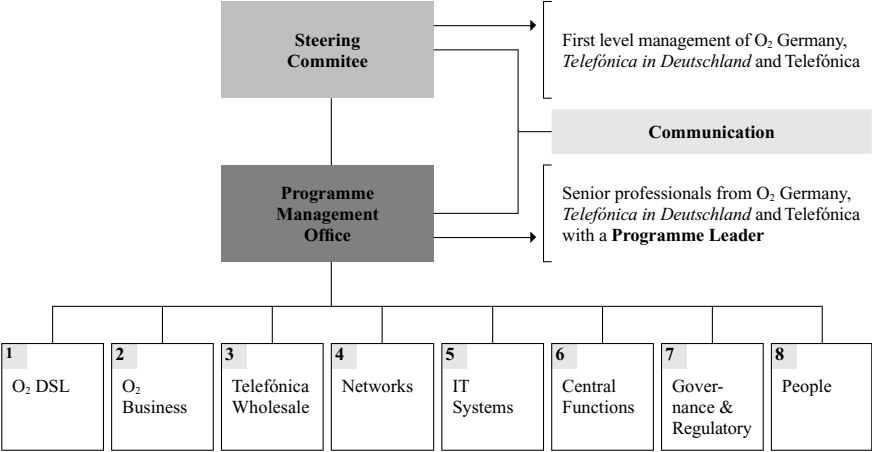 Steering
Commitee
First level management of O₂ Germany,
Telefónica in Deutschland and Telefónica
Communication
Programme
Management
Office
Senior professionals from O₂ Germany,
Telefónica in Deutschland and Telefónica
with a Programme Leader
1
O₂ DSL
2
O₂
Business
3
Telefónica
Wholesale
4
Networks
5
IT
Systems
6
Central
Functions
7
Gover-
nance &
Regulatory
8
People